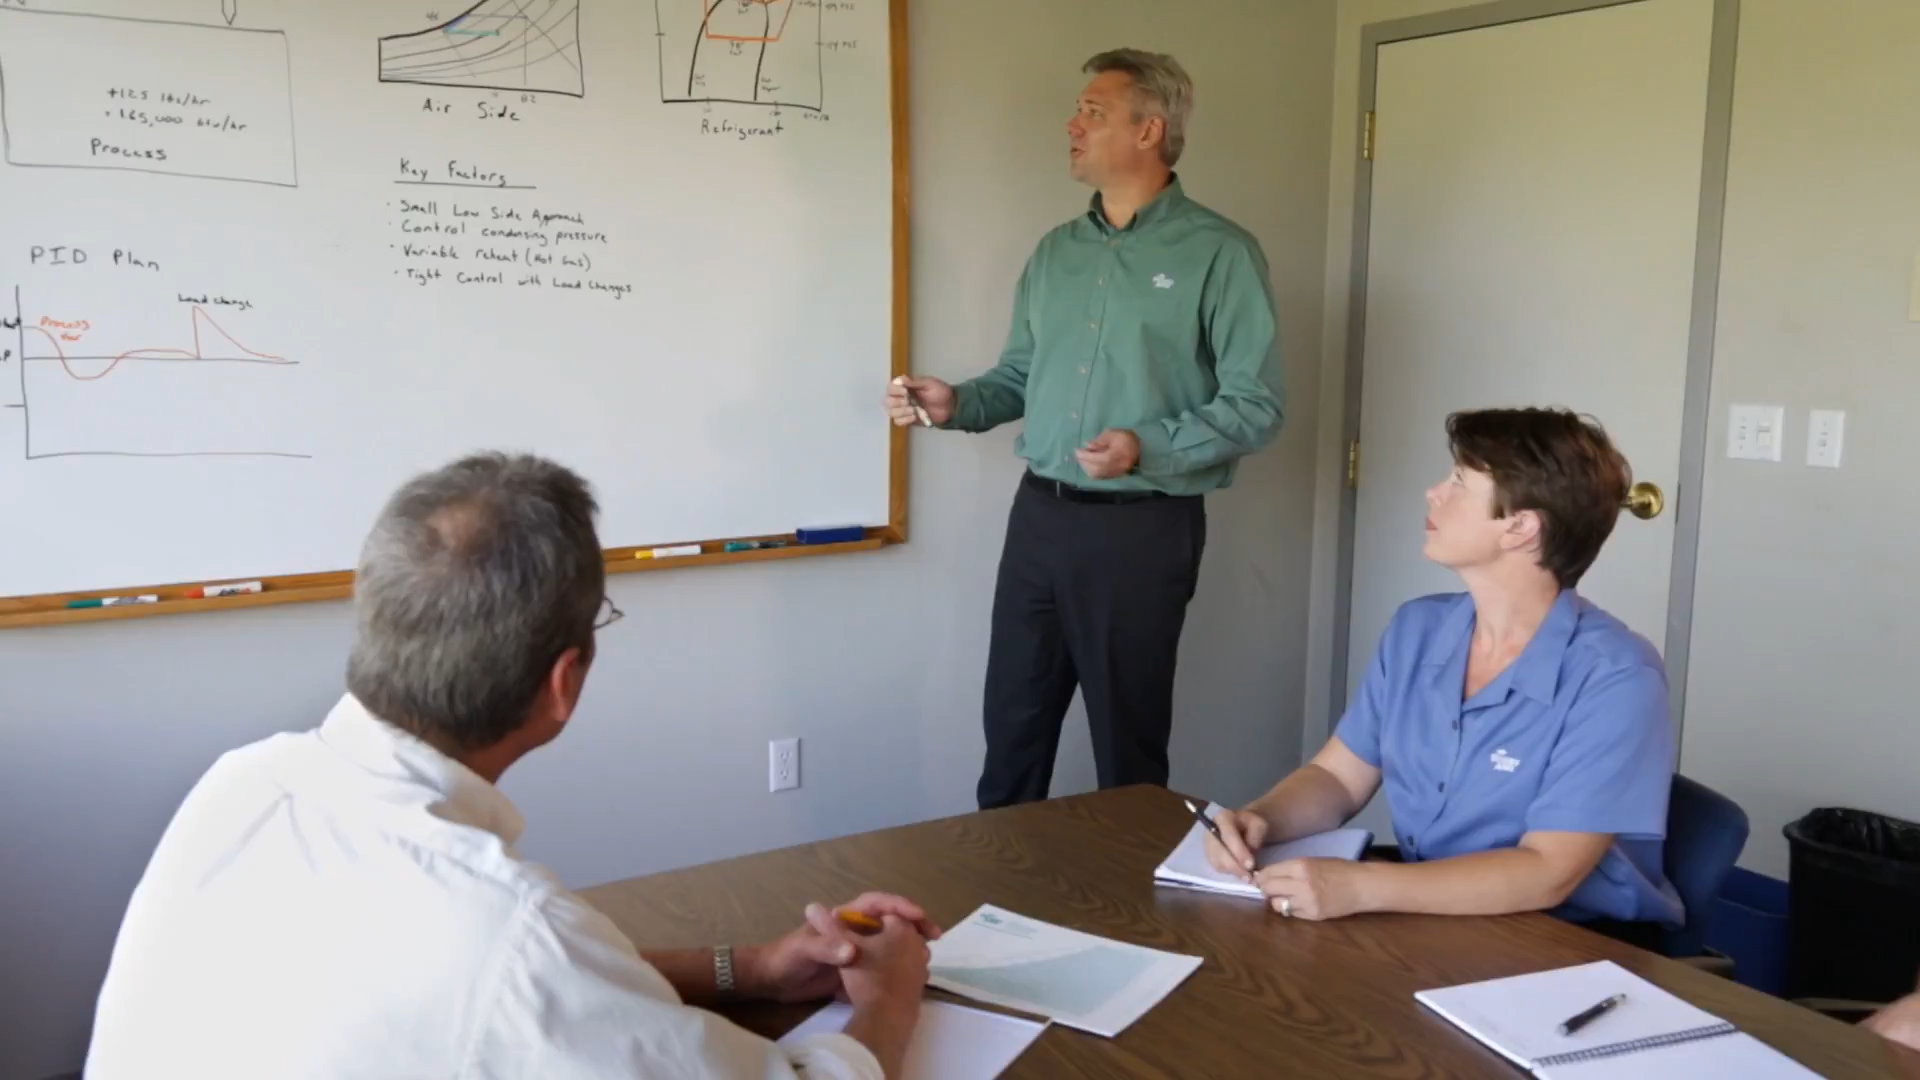 +125 lbs/hr
+ 165,000 btu/hr
Process
Air Side
Refrigerant
Key Factors
· Small Low Side Approach
· Control condensing pressure
· Variable reheat (Hot Gas)
· Tight Control with Load Changes
PID Plan
Load change
Process